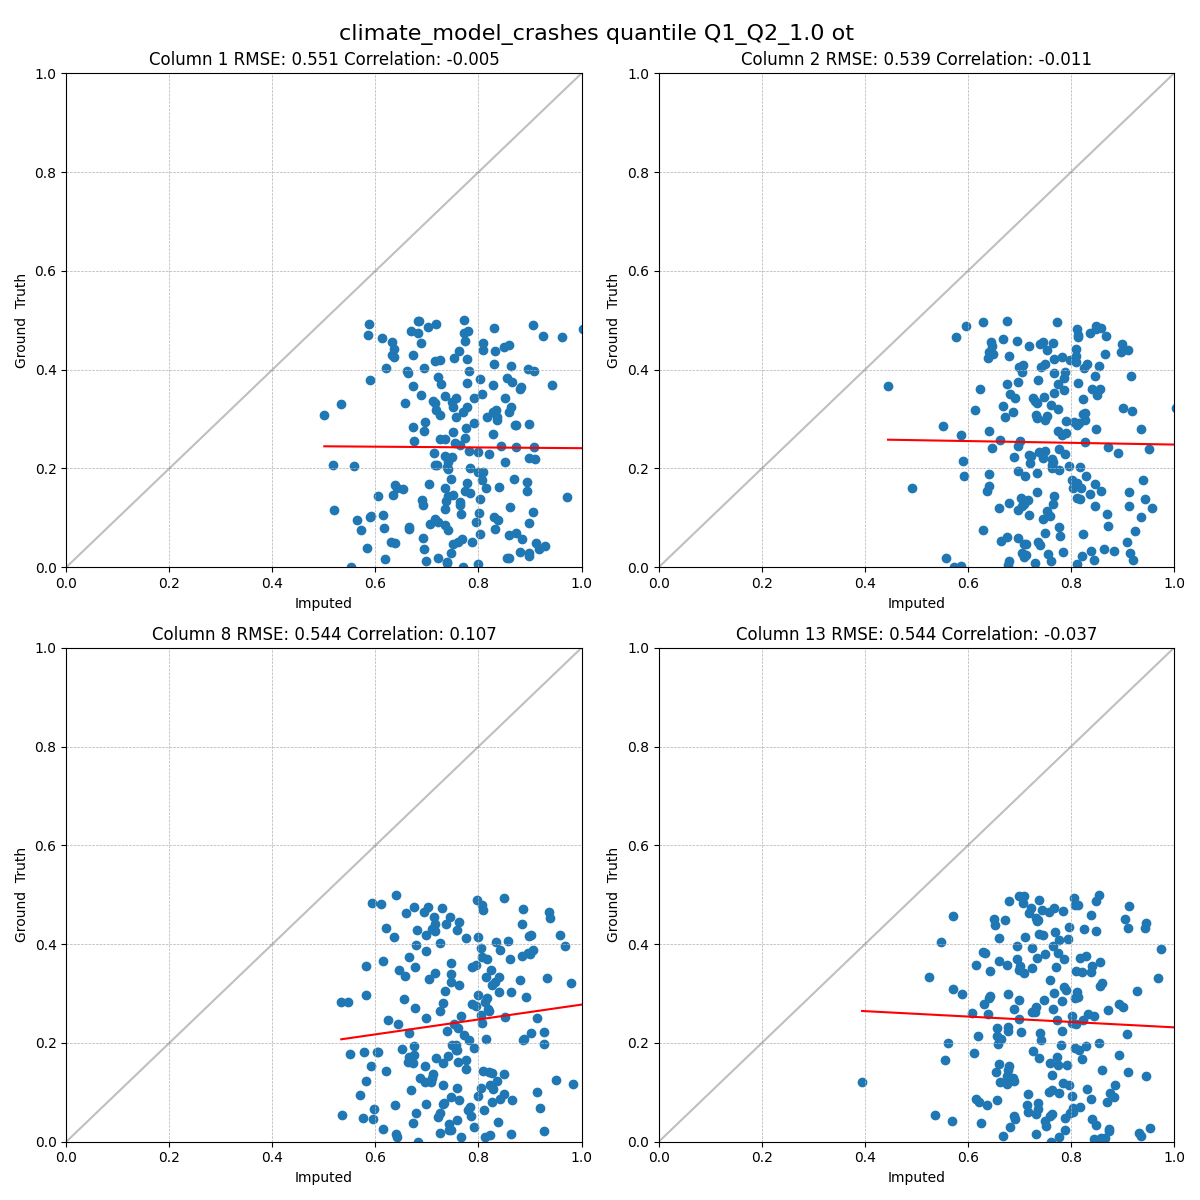 climate_model_crashes quantile Q1_Q2_1.0 ot
Column 1 RMSE: 0.551 Correlation: -0.005
1.0
0.8
0.6
0.4
0.2
0.0
Ground Truth
0.0 0.2 0.4 0.6 0.8 1.0
Imputed
Column 2 RMSE: 0.539 Correlation: -0.011
1.0
0.8
0.6
0.4
0.2
0.0
Ground Truth
0.0 0.2 0.4 0.6 0.8 1.0
Imputed
Column 8 RMSE: 0.544 Correlation: 0.107
1.0
0.8
0.6
0.4
0.2
0.0
Ground Truth
0.0 0.2 0.4 0.6 0.8 1.0
Imputed
Column 13 RMSE: 0.544 Correlation: -0.037
1.0
0.8
0.6
0.4
0.2
0.0
Ground Truth
0.0 0.2 0.4 0.6 0.8 1.0
Imputed